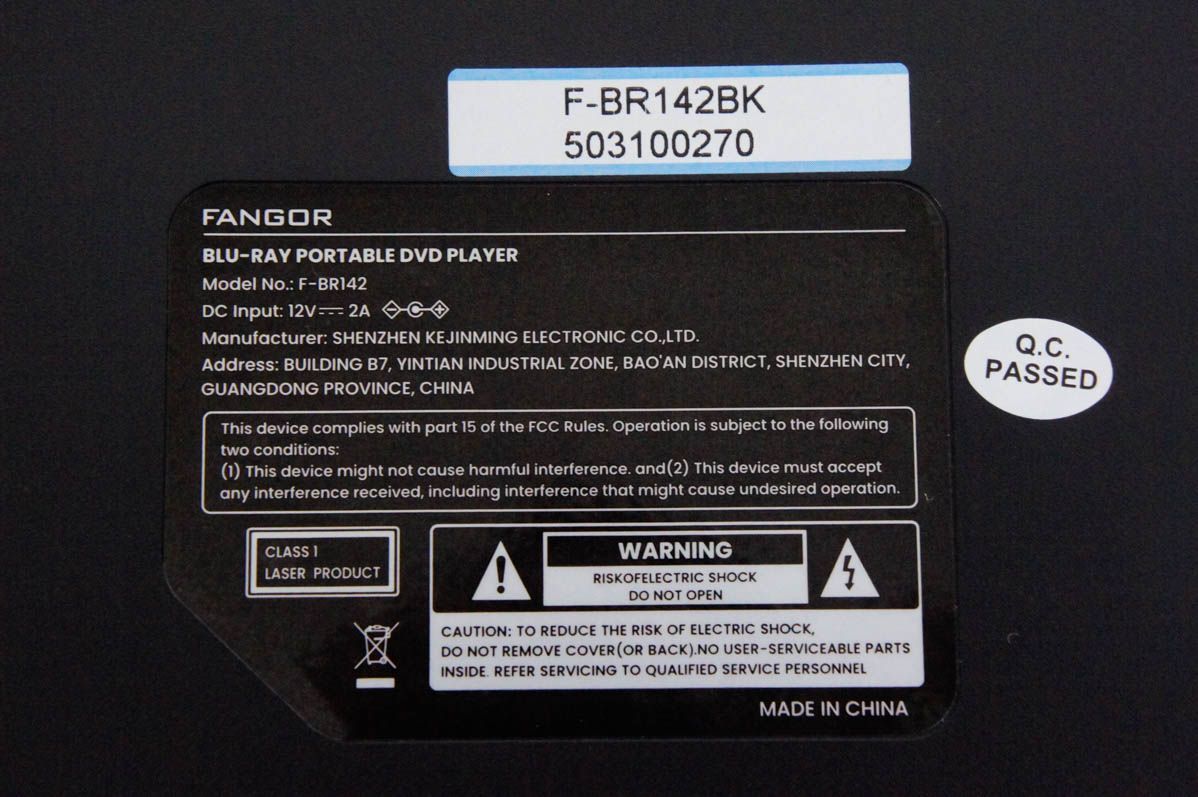 F-BR142BK
503100270
FANGOR
BLU-RAY PORTABLE DVD PLAYER
Model No.: F-BR142
DC Input: 12V⎓ 2A
Manufacturer: SHENZHEN KEJINMING ELECTRONIC CO.,LTD.
Address: BUILDING B7, YINTIAN INDUSTRIAL ZONE, BAO'AN DISTRICT, SHENZHEN CITY,
GUANGDONG PROVINCE, CHINA
Q.C.
PASSED
This device complies with part 15 of the FCC Rules. Operation is subject to the following
two conditions:
(1) This device might not cause harmful interference. and(2) This device must accept
any interference received, including interference that might cause undesired operation.
CLASS 1
LASER PRODUCT
WARNING
RISKOFELECTRIC SHOCK
DO NOT OPEN
CAUTION: TO REDUCE THE RISK OF ELECTRIC SHOCK,
DO NOT REMOVE COVER(OR BACK).NO USER-SERVICEABLE PARTS
INSIDE. REFER SERVICING TO QUALIFIED SERVICE PERSONNEL
MADE IN CHINA